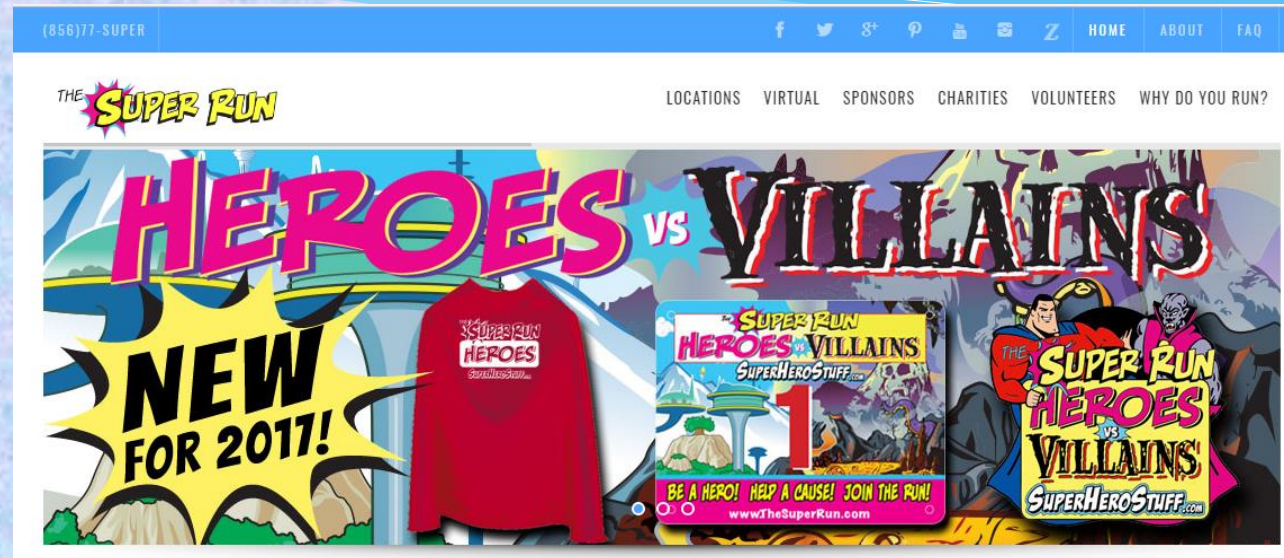 (856)77-SUPER
f 8+ You Tube Z HOME ABOUT FAQ
THE SUPER RUN
LOCATIONS VIRTUAL SPONSORS CHARITIES VOLUNTEERS WHY DO YOU RUN?
HEROES VS VILLAINS
NEW
FOR 2017!
THE SUPER RUN
HEROES
SUPERHEROSTUFF.COM
THE SUPER RUN
HEROES VS VILLAINS
SUPERHEROSTUFF.COM
1
BE A HERO! HELP A CAUSE! JOIN THE RUN!
www.TheSuperRun.com
THE
SUPER RUN
HEROES
VS
VILLAINS
SUPERHEROSTUFF.COM